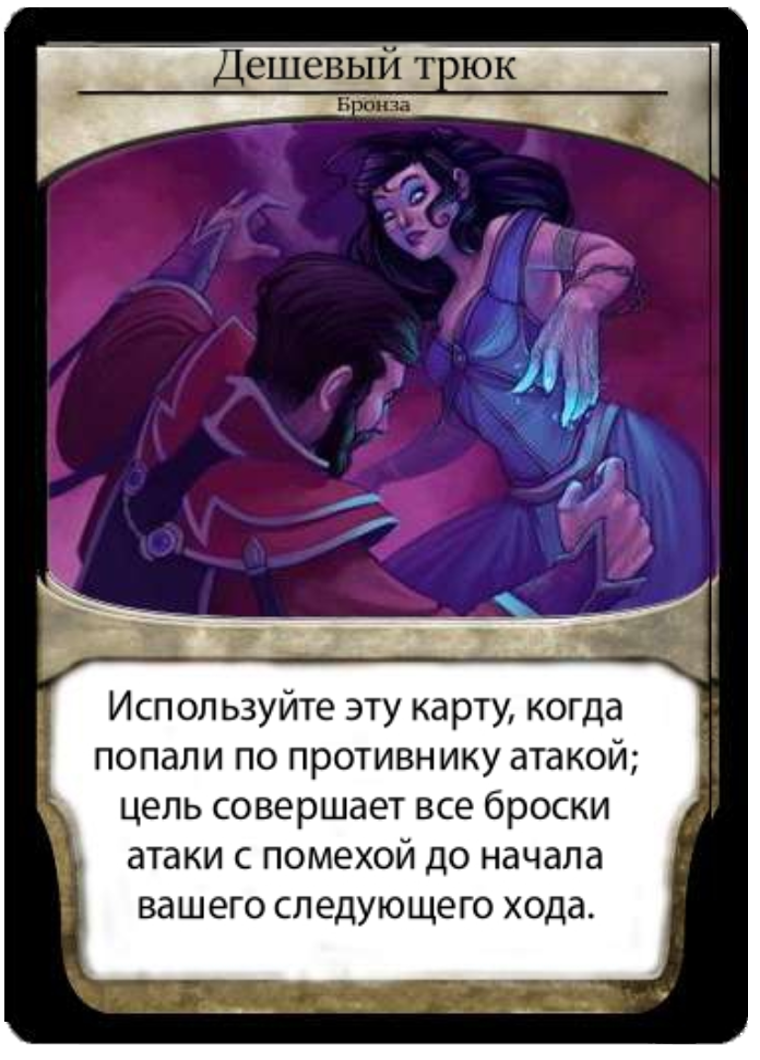 Дешевый трюк
Бронза
Используйте эту карту, когда
попали по противнику атакой;
цель совершает все броски
атаки с помехой до начала
вашего следующего хода.